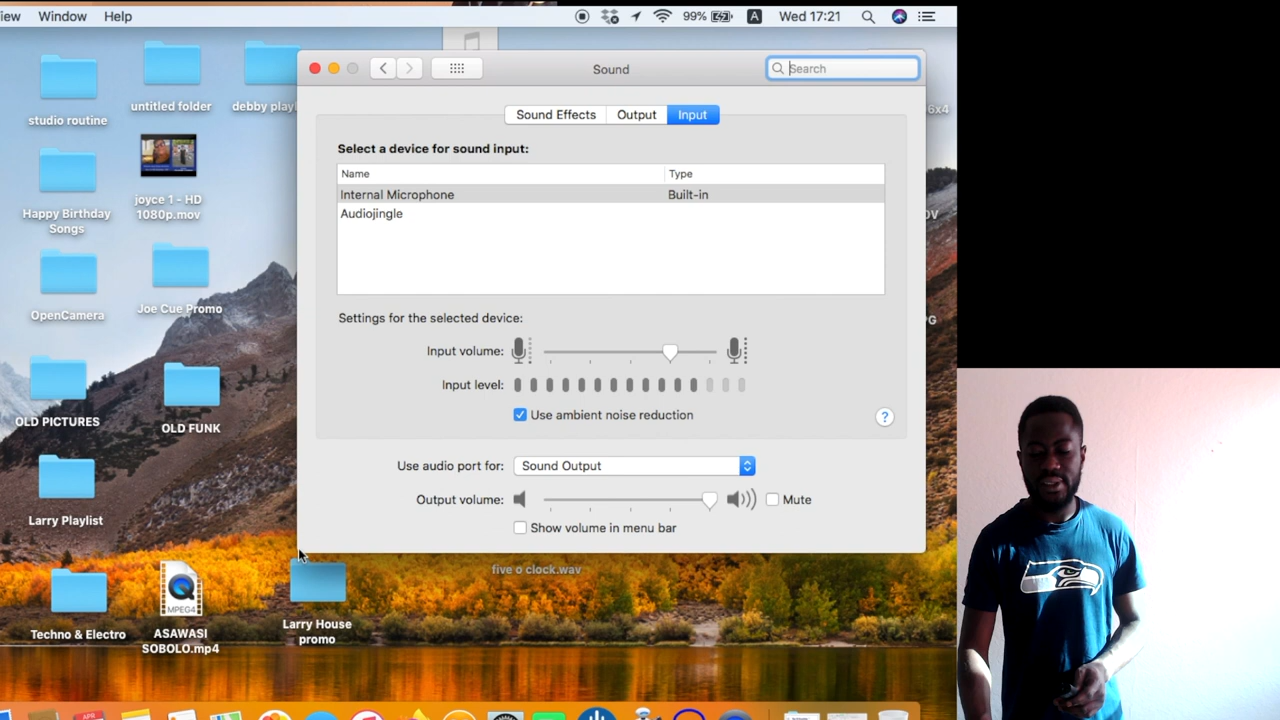 Window Help
99%
A
Wed 17:21
Sound
Search
studio routine
untitled folder
Sound Effects Output Input
Select a device for sound input:
Name Type
Internal Microphone Built-in
Audiojingle
joyce 1 - HD
1080p.mov
Happy Birthday
Songs
OpenCamera
Joe Cue Promo
Settings for the selected device:
Input volume:
Input level:
Use ambient noise reduction
?
OLD PICTURES
OLD FUNK
Use audio port for: Sound Output
Output volume: Mute
Show volume in menu bar
Larry Playlist
five o clock.wav
Techno & Electro
MPEG4
ASAWASI
SOBOLO.mp4
Larry House
promo
6x4
APR